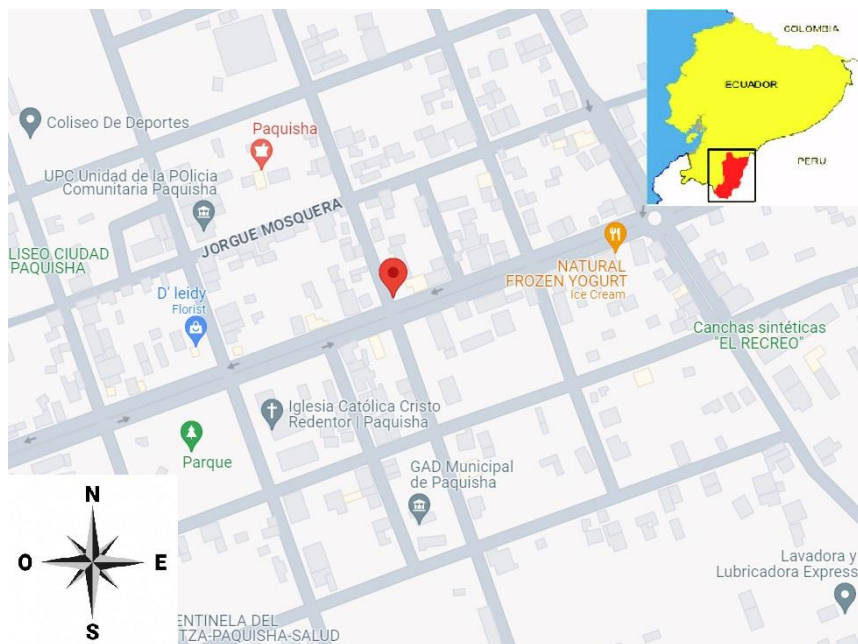 COLOMBIA
ECUADOR
PERU
Coliseo De Deportes
Paquisha
UPC Unidad de la POlicia
Comunitaria Paquisha
JORGUE MOSQUERA
LISEO CIUDAD
PAQUISHA
D' leidy
Florist
NATURAL
FROZEN YOGURT
Ice Cream
Canchas sintéticas
"EL RECREO"
Iglesia Católica Cristo
Redentor | Paquisha
Parque
GAD Municipal
de Paquisha
N
O
E
S
Lavadora y
Lubricadora Express
ENTINELA DEL
TZA-PAQUISHA-SALUD